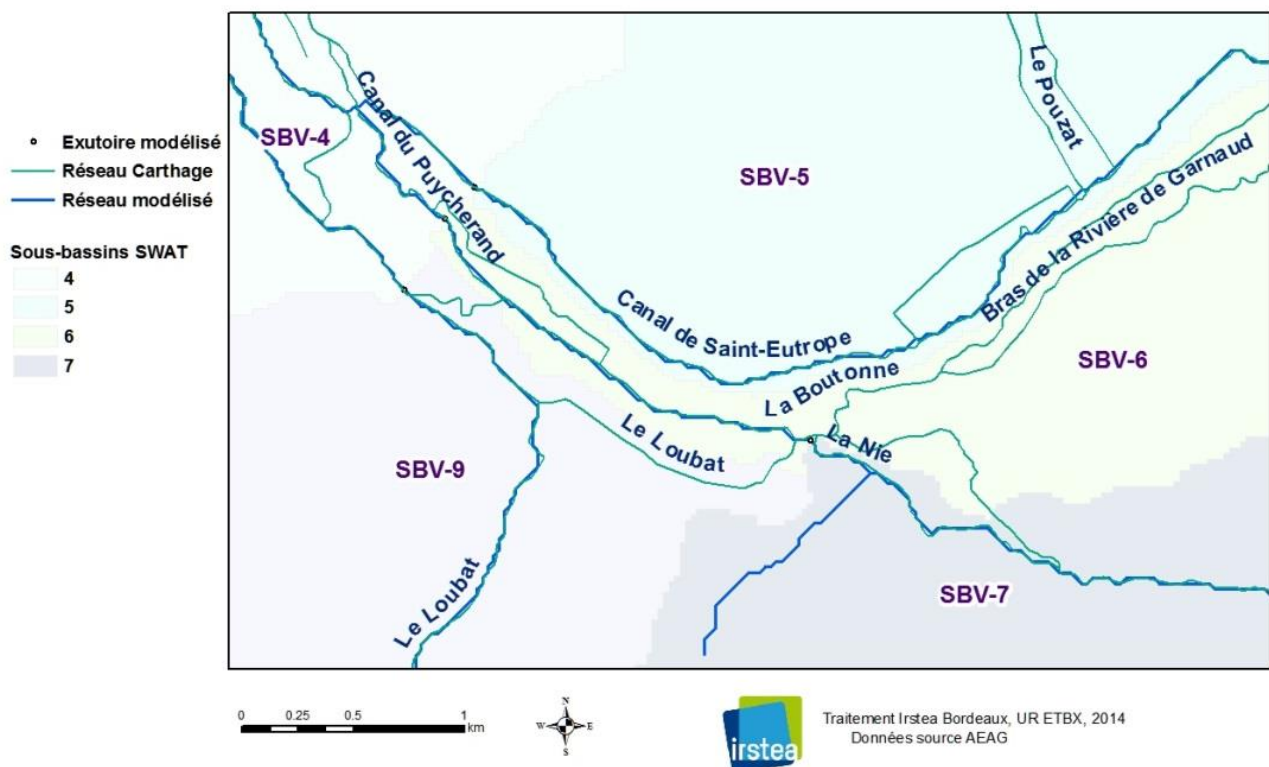 Exutoire modélisé
Réseau Carthage
Réseau modélisé
Sous-bassins SWAT
4
5
6
7
SBV-4
Canal du Puycherand
SBV-5
Le Pouzat
Bras de la Rivière de Garnaud
Canal de Saint-Eutrope
La Boutonne
SBV-6
Le Loubat
La Nie
SBV-9
Le Loubat
SBV-7
0 0.25 0.5 1
km
N
W E
S
irstea
Traitement Irstea Bordeaux, UR ETBX, 2014
Données source AEAG